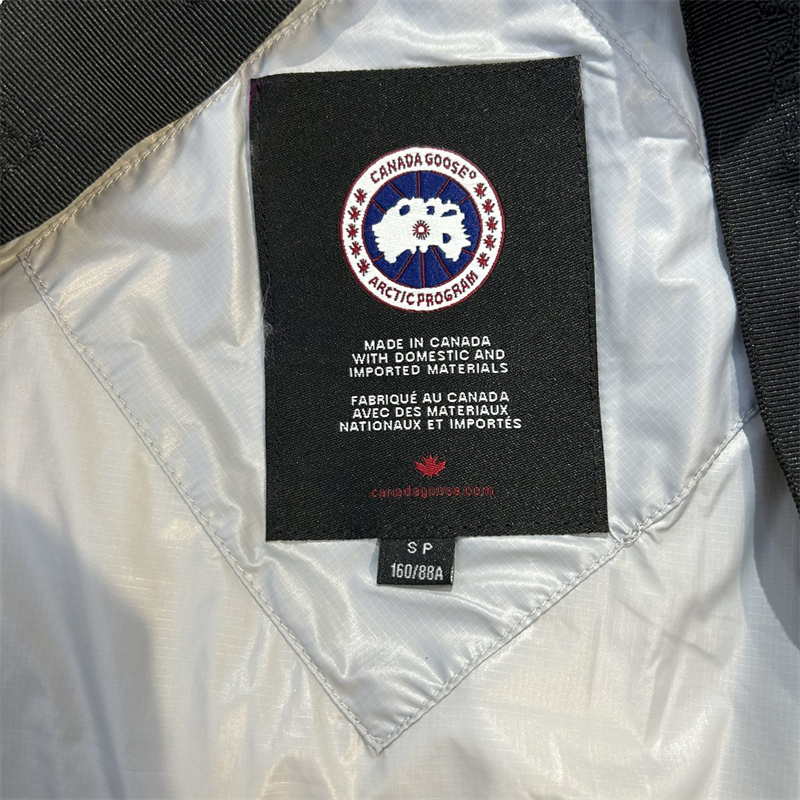 CANADA GOOSE
ARCTIC PROGRAM
MADE IN CANADA
WITH DOMESTIC AND
IMPORTED MATERIALS
FABRIQUÉ AU CANADA
AVEC DES MATERIAUX
NATIONAUX ET IMPORTÉS
canadagoose.com
S P
160/88A